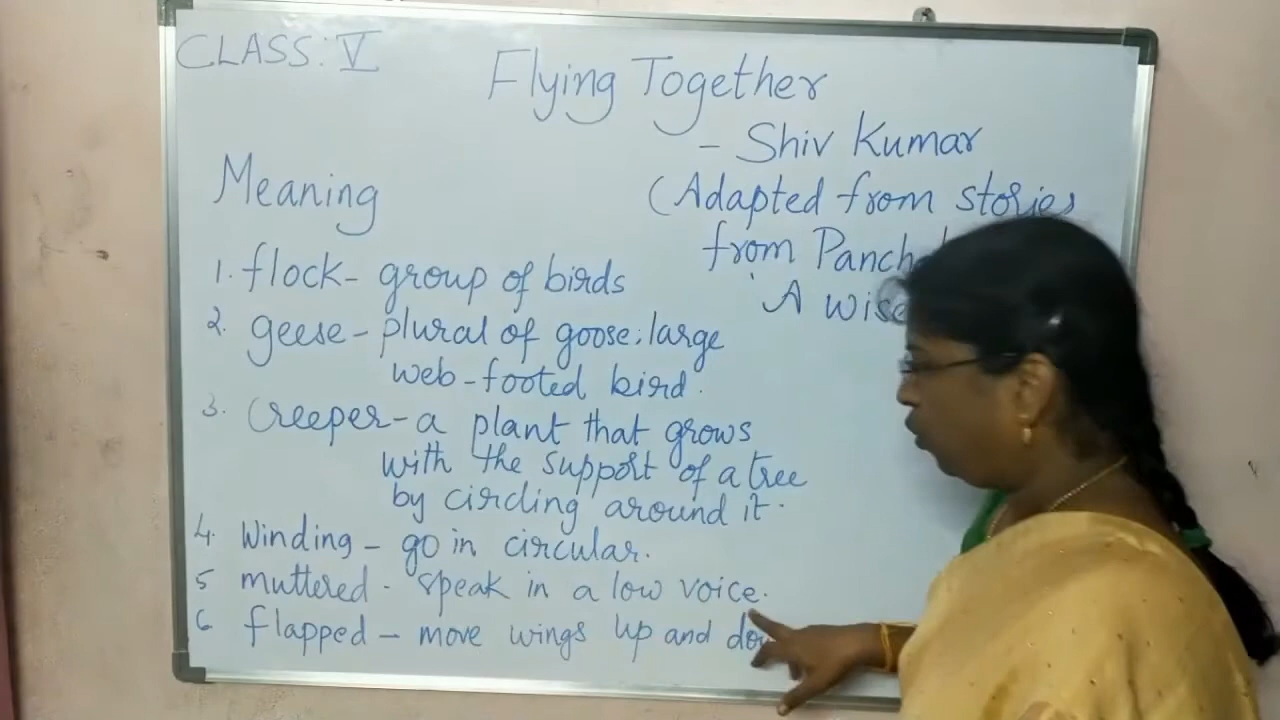 CLASS: V
Flying Together
- Shiv Kumar
(Adapted from stories
from
'A wise
Meaning
1. flock - group of birds
2. geese - plural of goose; large
web-footed bird.
3. Creeper - a plant that grows
with the support of a tree
by circling around it.
4. Winding - go in circular.
5 muttered - speak in a low voice.
6 flapped - move wings up and